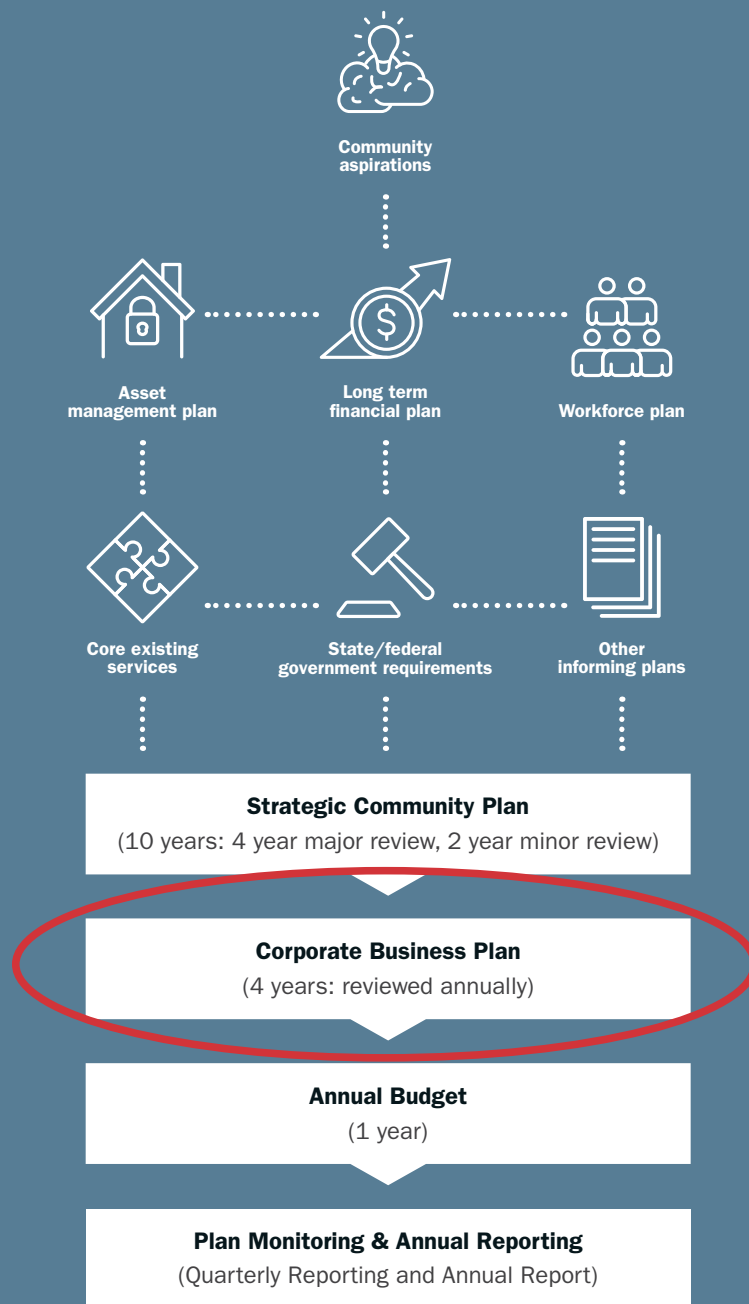 Community
aspirations
$
Asset
management plan
Long term
financial plan
Workforce plan
Core existing
services
State/federal
government requirements
Other
informing plans
Strategic Community Plan
(10 years: 4 year major review, 2 year minor review)
Corporate Business Plan
(4 years: reviewed annually)
Annual Budget
(1 year)
Plan Monitoring & Annual Reporting
(Quarterly Reporting and Annual Report)